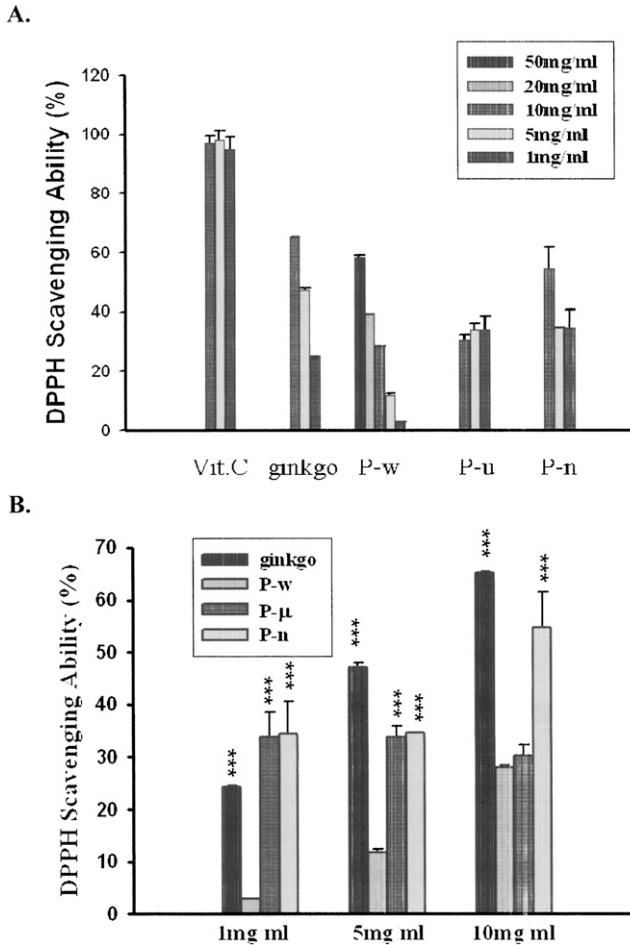 A.
DPPH Scavenging Ability (%)
120
100
80
60
40
20
0
50mg/ml
20mg/ml
10mg/ml
5mg/ml
1mg/ml
Vit.C ginkgo P-w P-u P-n
B.
DPPH Scavenging Ability (%)
70
60
50
40
30
20
10
0
ginkgo
P-w
P-μ
P-n
***
***
***
***
***
***
***
***
1mg ml 5mg ml 10mg ml